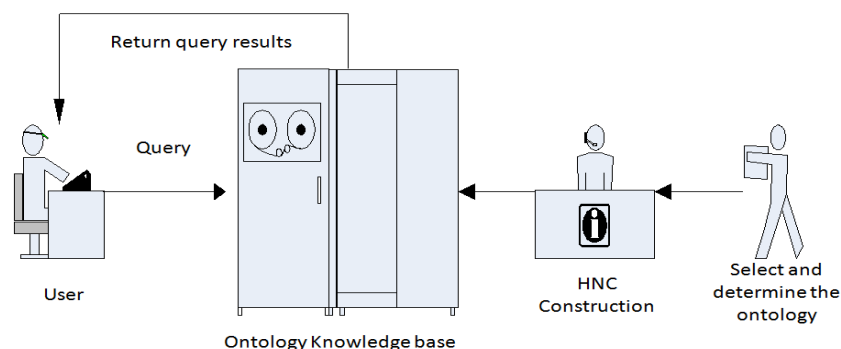 Return query results
Query
User
Ontology Knowledge base
i
HNC
Construction
Select and
determine the
ontology